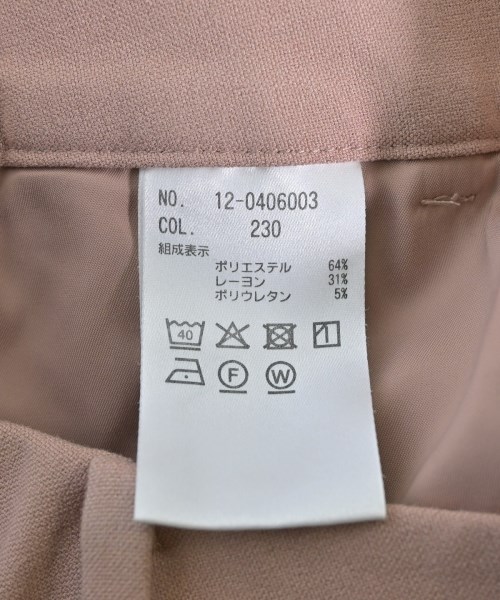 NO. 12-0406003
COL. 230
組成表示
ポリエステル 64%
レーヨン 31%
ポリウレタン 5%
40
F W